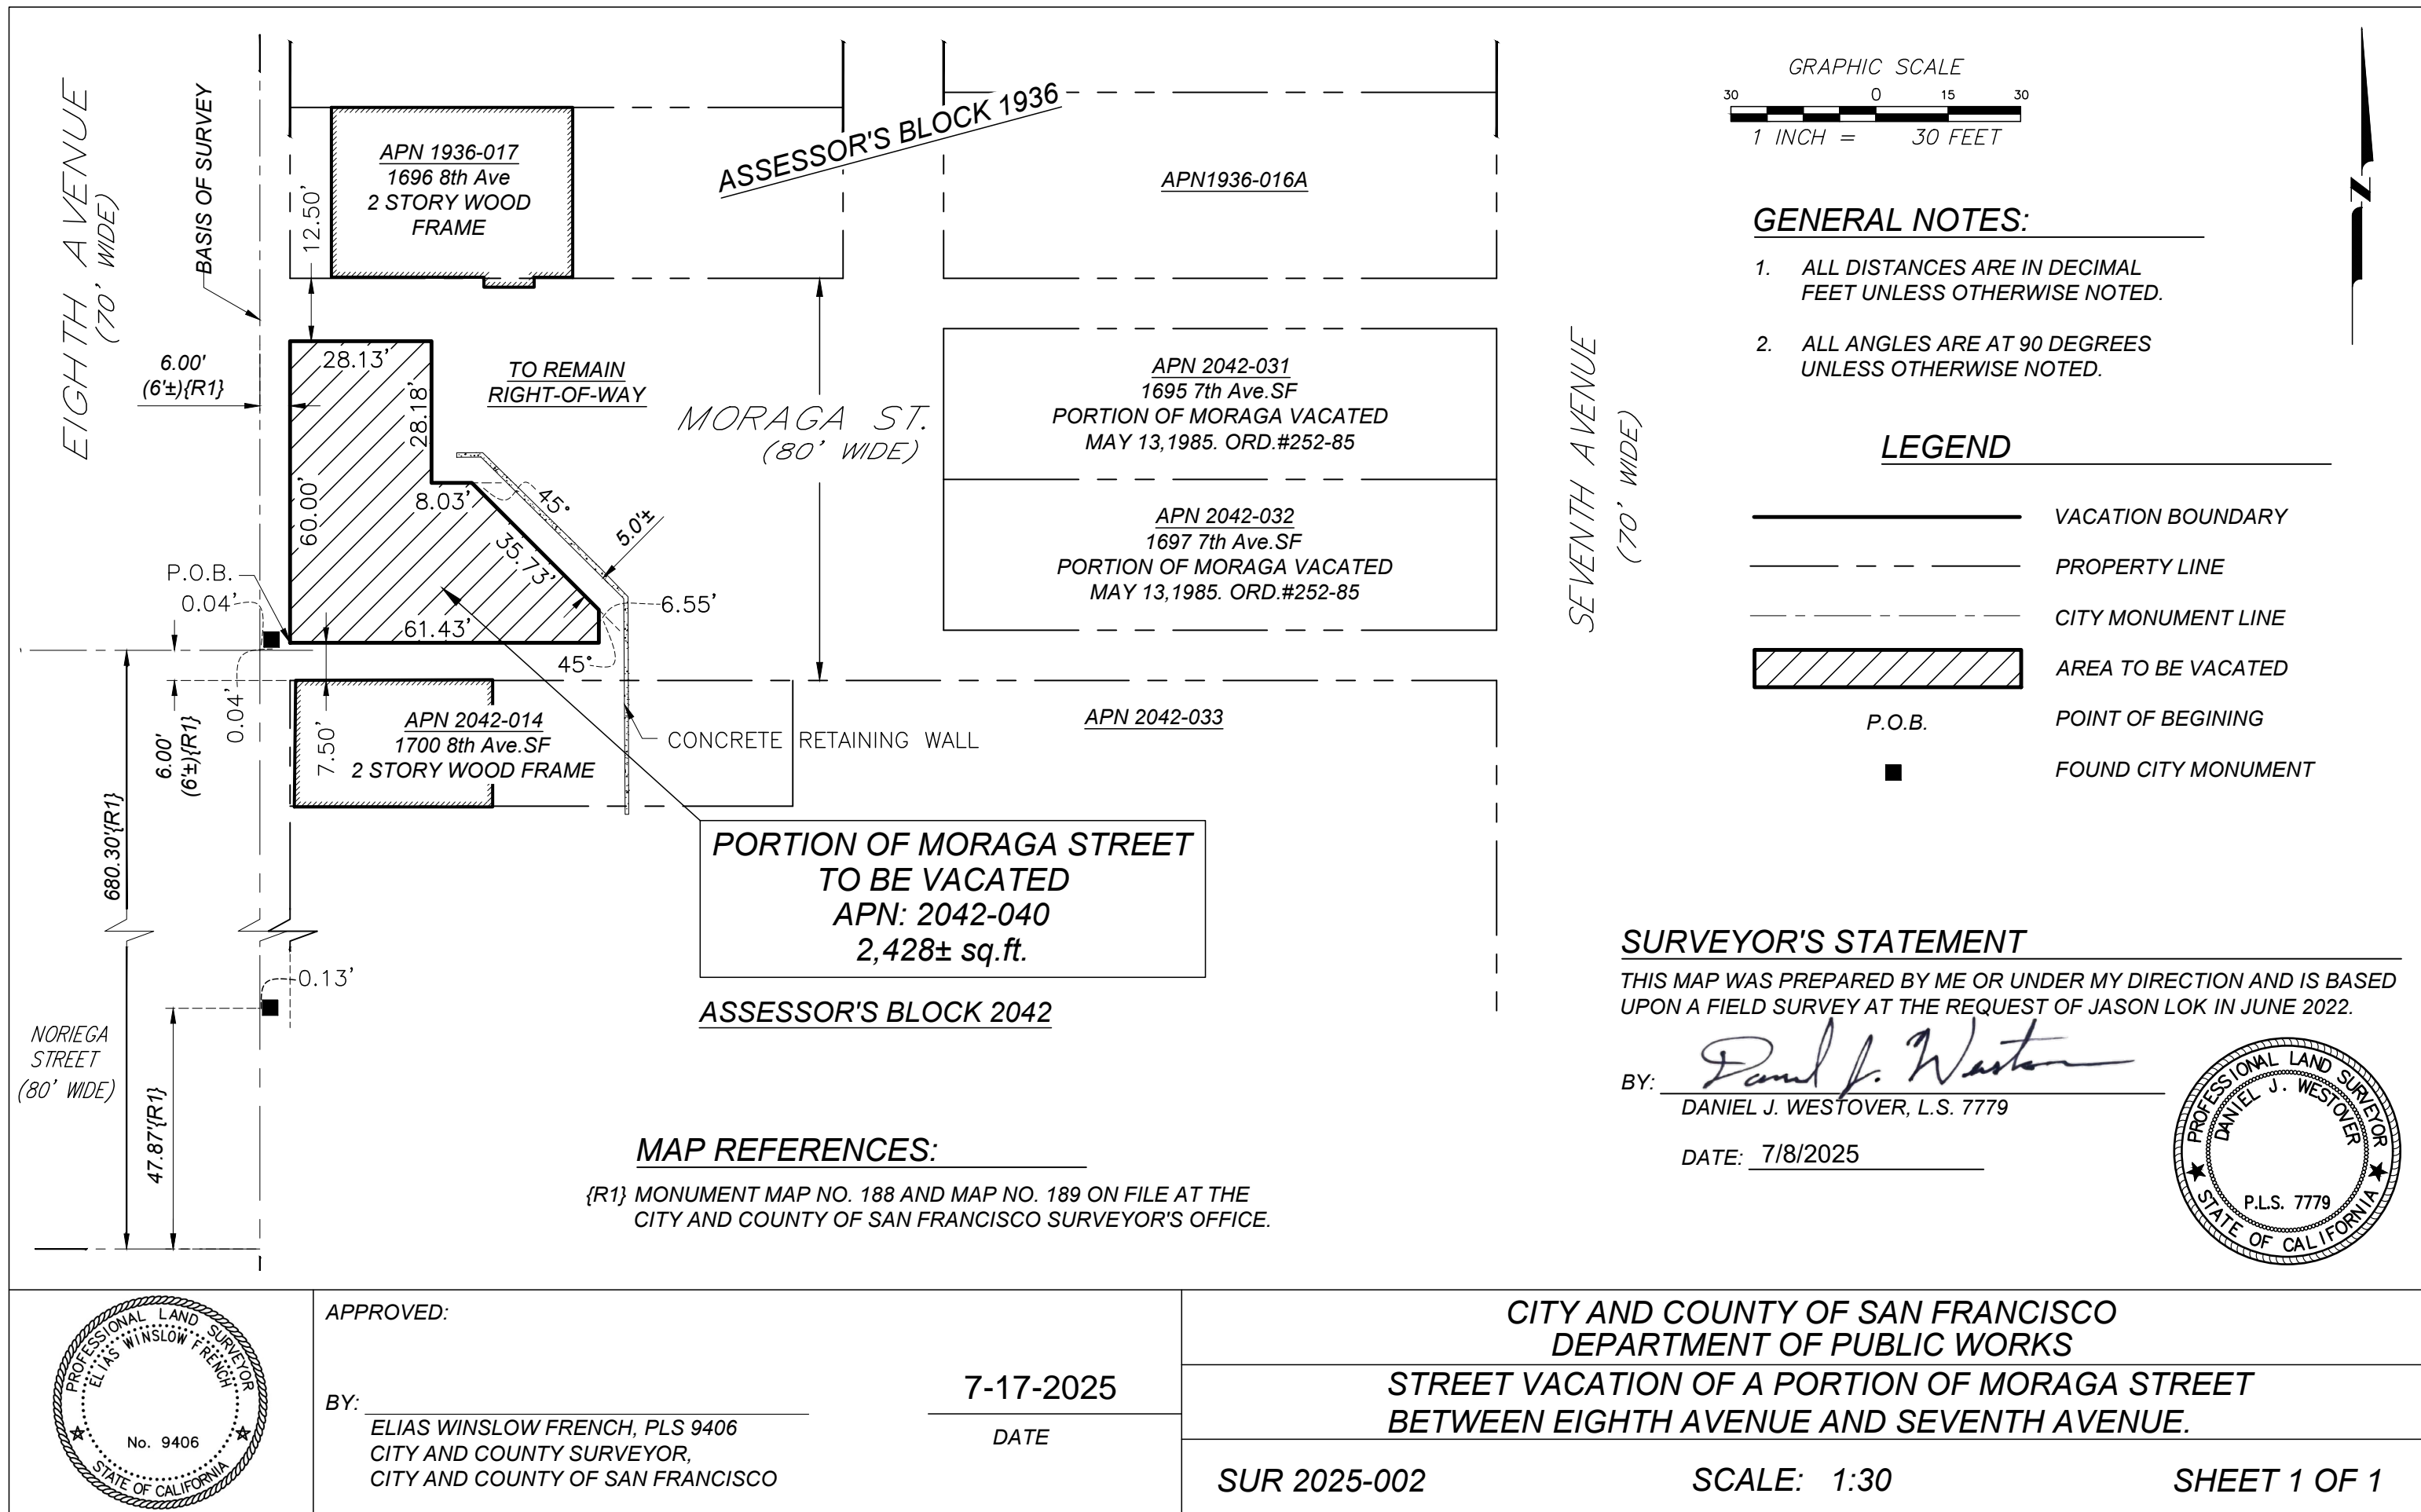 EIGHTH AVENUE
(70' WIDE)
BASIS OF SURVEY
APN 1936-017
1696 8th Ave
2 STORY WOOD
FRAME
12.50'
ASSESSOR'S BLOCK 1936
APN1936-016A
6.00'
(6'±){R1}
28.13'
28.18'
TO REMAIN
RIGHT-OF-WAY
MORAGA ST.
(80' WIDE)
60.00'
8.03'
45°
35.73'
5.0'±
P.O.B.
0.04'
61.43'
6.55'
45°
0.04'
6.00'
(6'±){R1}
7.50'
APN 2042-014
1700 8th Ave.SF
2 STORY WOOD FRAME
CONCRETE RETAINING WALL
APN 2042-031
1695 7th Ave.SF
PORTION OF MORAGA VACATED
MAY 13,1985. ORD.#252-85
APN 2042-032
1697 7th Ave.SF
PORTION OF MORAGA VACATED
MAY 13,1985. ORD.#252-85
APN 2042-033
SEVENTH AVENUE
(70' WIDE)
680.30'{R1}
PORTION OF MORAGA STREET
TO BE VACATED
APN: 2042-040
2,428± sq.ft.
ASSESSOR'S BLOCK 2042
0.13'
NORIEGA
STREET
(80' WIDE)
47.87'{R1}
MAP REFERENCES:
{R1} MONUMENT MAP NO. 188 AND MAP NO. 189 ON FILE AT THE
CITY AND COUNTY OF SAN FRANCISCO SURVEYOR'S OFFICE.
GRAPHIC SCALE
30 0 15 30
1 INCH = 30 FEET
N
GENERAL NOTES:
1. ALL DISTANCES ARE IN DECIMAL
FEET UNLESS OTHERWISE NOTED.
2. ALL ANGLES ARE AT 90 DEGREES
UNLESS OTHERWISE NOTED.
LEGEND
VACATION BOUNDARY
PROPERTY LINE
CITY MONUMENT LINE
AREA TO BE VACATED
P.O.B. POINT OF BEGINING
FOUND CITY MONUMENT
SURVEYOR'S STATEMENT
THIS MAP WAS PREPARED BY ME OR UNDER MY DIRECTION AND IS BASED
UPON A FIELD SURVEY AT THE REQUEST OF JASON LOK IN JUNE 2022.
BY: Daniel J. Westover
DANIEL J. WESTOVER, L.S. 7779
DATE: 7/8/2025
PROFESSIONAL LAND SURVEYOR
DANIEL J. WESTOVER
P.L.S. 7779
STATE OF CALIFORNIA
PROFESSIONAL LAND SURVEYOR
ELIAS WINSLOW FRENCH
No. 9406
STATE OF CALIFORNIA
APPROVED:
BY:
ELIAS WINSLOW FRENCH, PLS 9406
CITY AND COUNTY SURVEYOR,
CITY AND COUNTY OF SAN FRANCISCO
7-17-2025
DATE
CITY AND COUNTY OF SAN FRANCISCO
DEPARTMENT OF PUBLIC WORKS
STREET VACATION OF A PORTION OF MORAGA STREET
BETWEEN EIGHTH AVENUE AND SEVENTH AVENUE.
SUR 2025-002 SCALE: 1:30 SHEET 1 OF 1